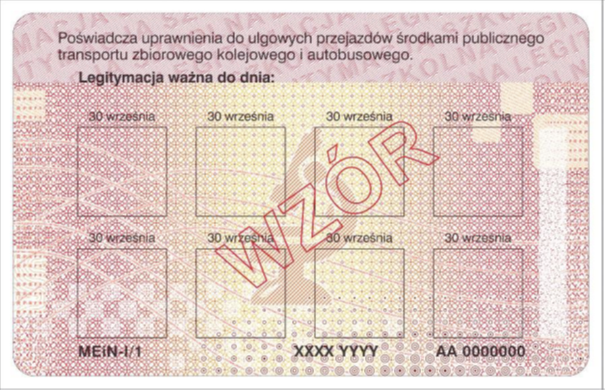 LEGITYMACJA SZKOLNA
Poświadcza uprawnienia do ulgowych przejazdów środkami publicznego
transportu zbiorowego kolejowego i autobusowego.
Legitymacja ważna do dnia:
30 września 30 września 30 września 30 września
WZÓR
30 września 30 września 30 września 30 września
MEiN-I/1 XXXX YYYY AA 0000000